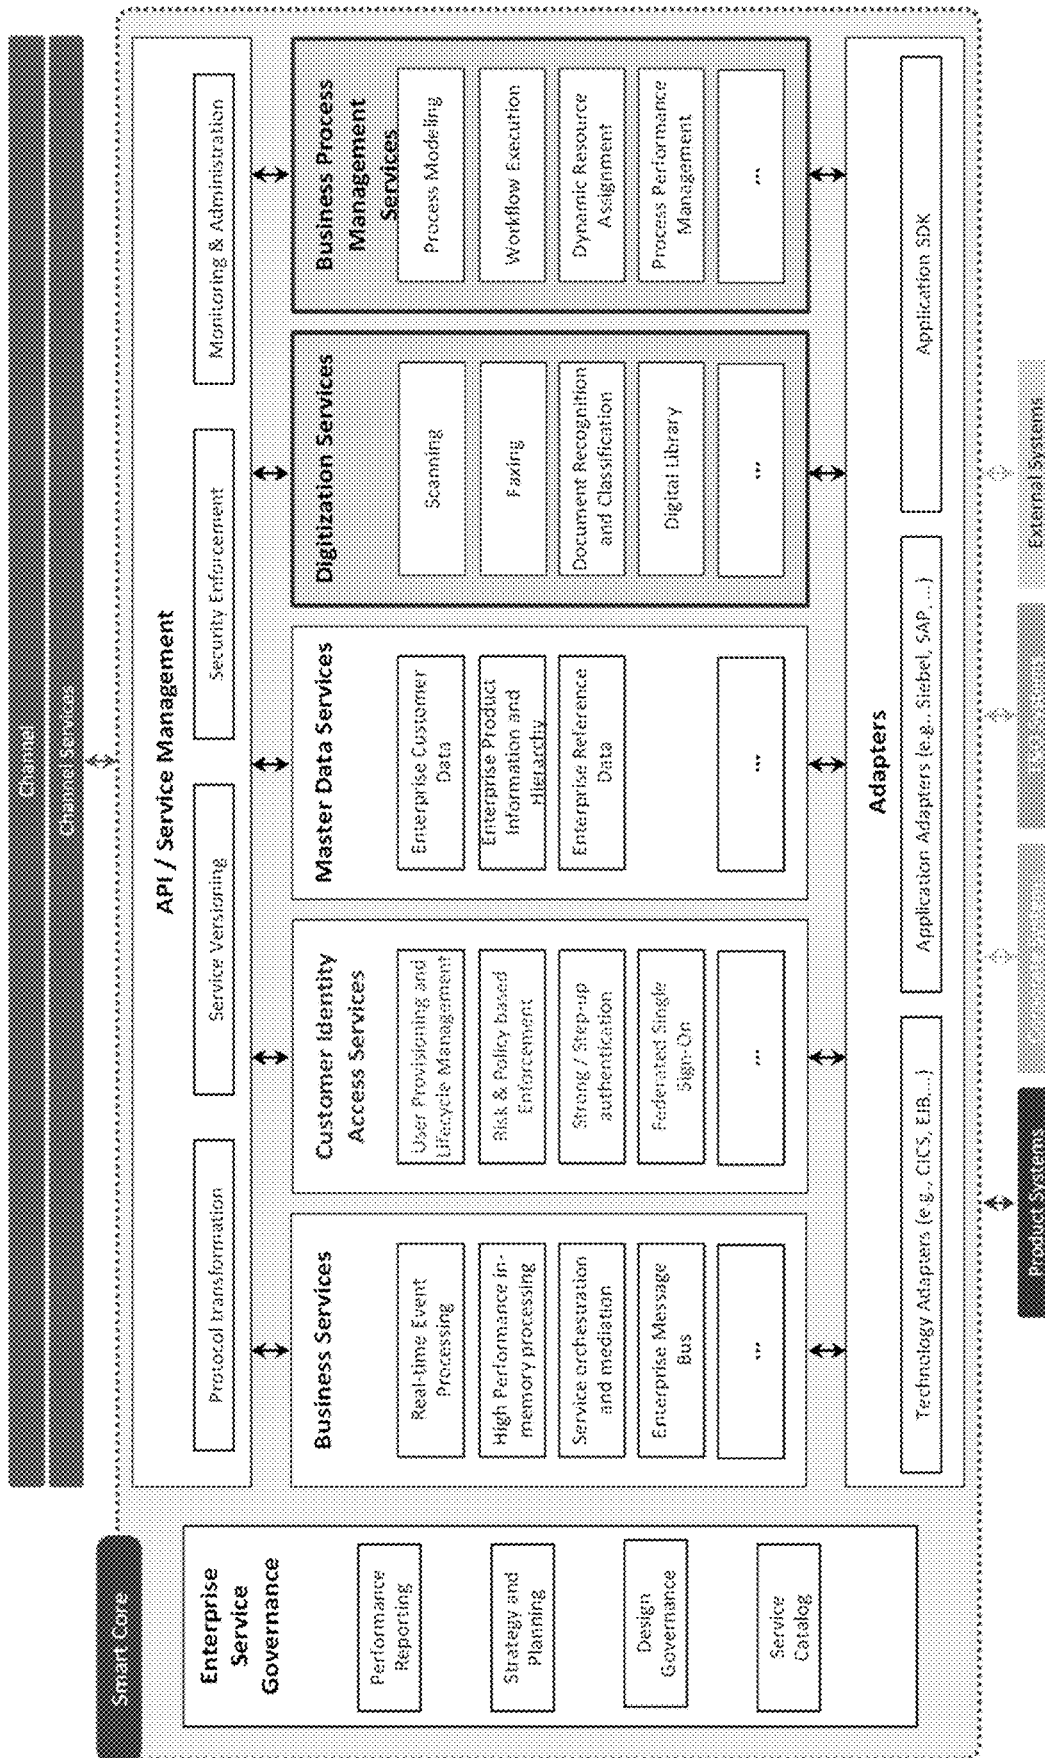 Channel
Channel Services
Smart Core
Enterprise
Service
Governance
Performance
Reporting
Strategy and
Planning
Design
Governance
Service
Catalog
API / Service Management
Protocol transformation
Service Versioning
Security Enforcement
Monitoring & Administration
Business Services
Real-time Event
Processing
High Performance in-
memory processing
Service orchestration
and mediation
Enterprise Message
Bus
...
Customer Identity
Access Services
User Provisioning and
Lifecycle Management
Risk & Policy based
Enforcement
Strong / Step-up
authentication
Federated Single
Sign-On
...
Master Data Services
Enterprise Customer
Data
Enterprise Product
Information and
Hierarchy
Enterprise Reference
Data
...
Digitization Services
Scanning
Faxing
Document Recognition
and Classification
Digital Library
...
Business Process
Management
Services
Process Modeling
Workflow Execution
Dynamic Resource
Assignment
Process Performance
Management
...
Adapters
Technology Adapters (e.g., CICS, EJB...)
Application Adapters (e.g., Siebel, SAP, ...)
Application SDK
Product Systems
External Systems